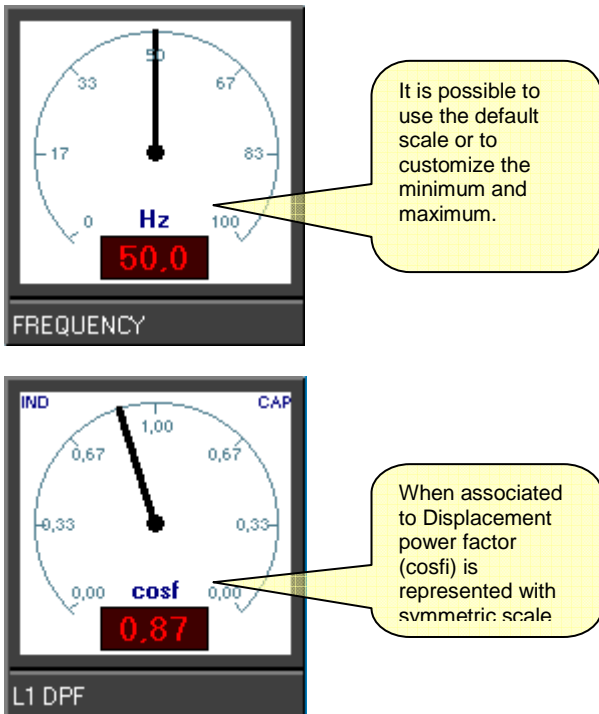 50
33
67
17
83
0
Hz
100
50,0
FREQUENCY
It is possible to
use the default
scale or to
customize the
minimum and
maximum.
IND
CAP
1,00
0,67
0,67
0,33
0,33
0,00
cosf
0,00
0,87
L1 DPF
When associated
to Displacement
power factor
(cosfi) is
represented with
symmetric scale